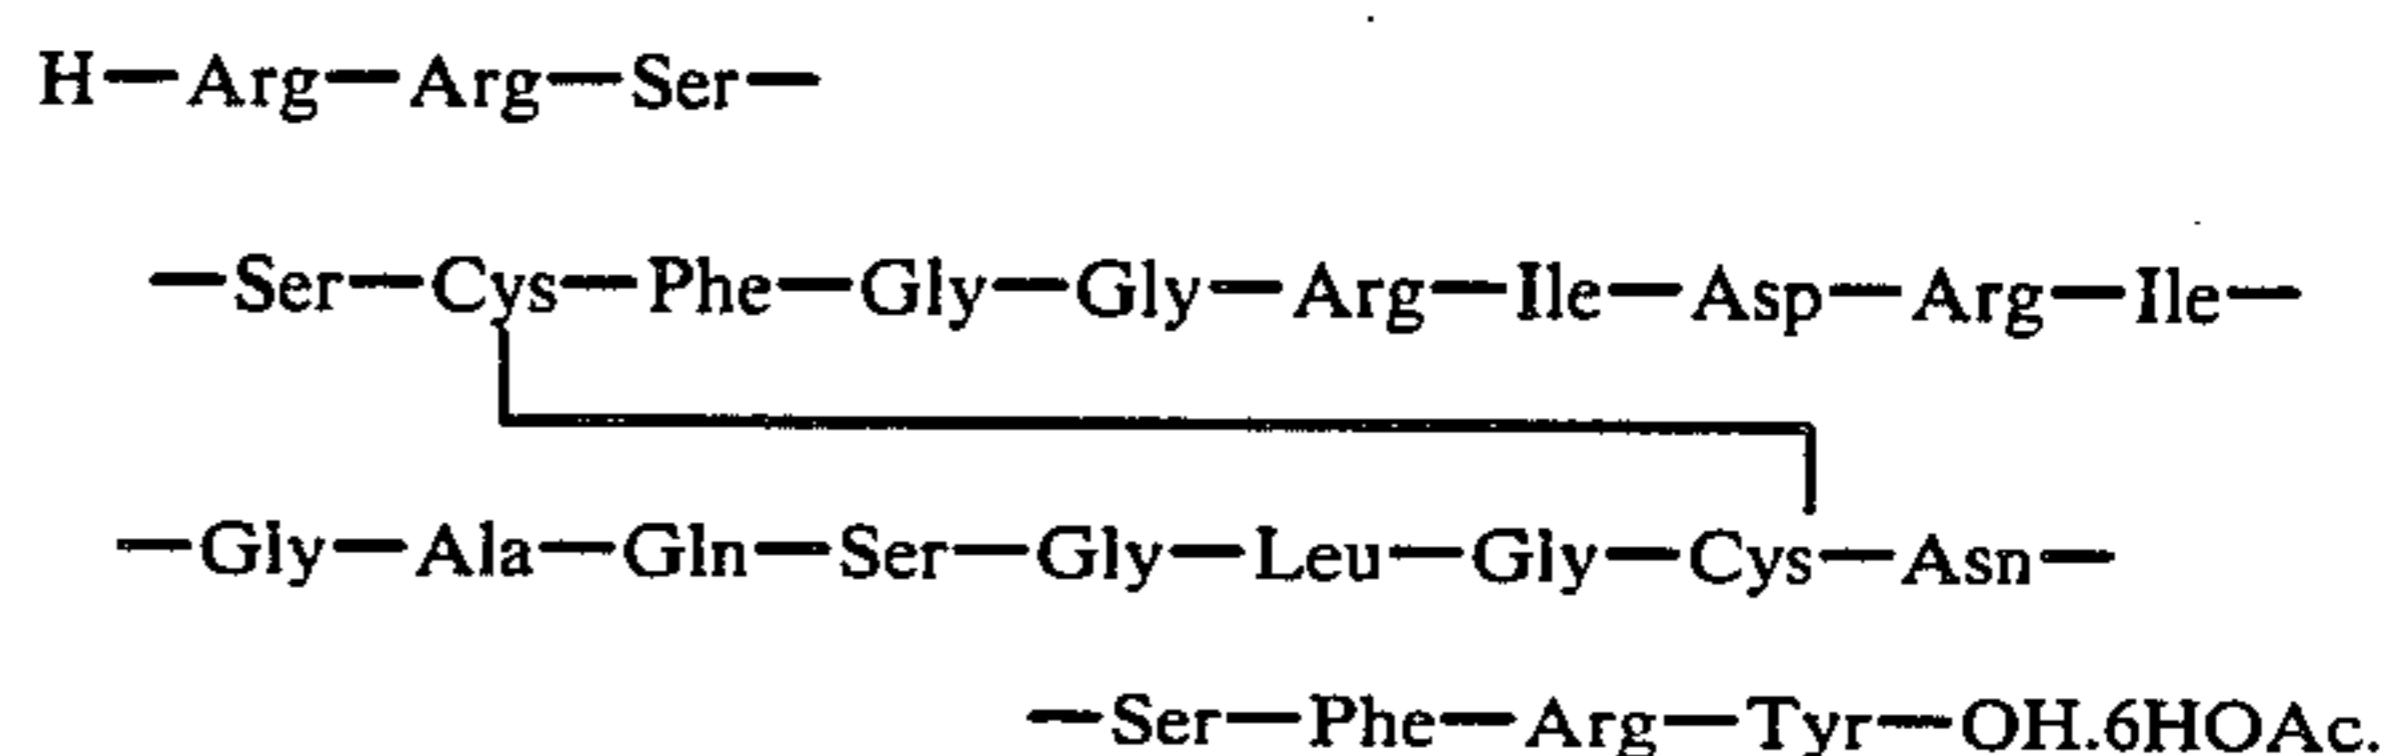 H—Arg—Arg—Ser—
—Ser—Cys—Phe—Gly—Gly—Arg—Ile—Asp—Arg—Ile—
—Gly—Ala—Gln—Ser—Gly—Leu—Gly—Cys—Asn—
—Ser—Phe—Arg—Tyr—OH.6HOAc.